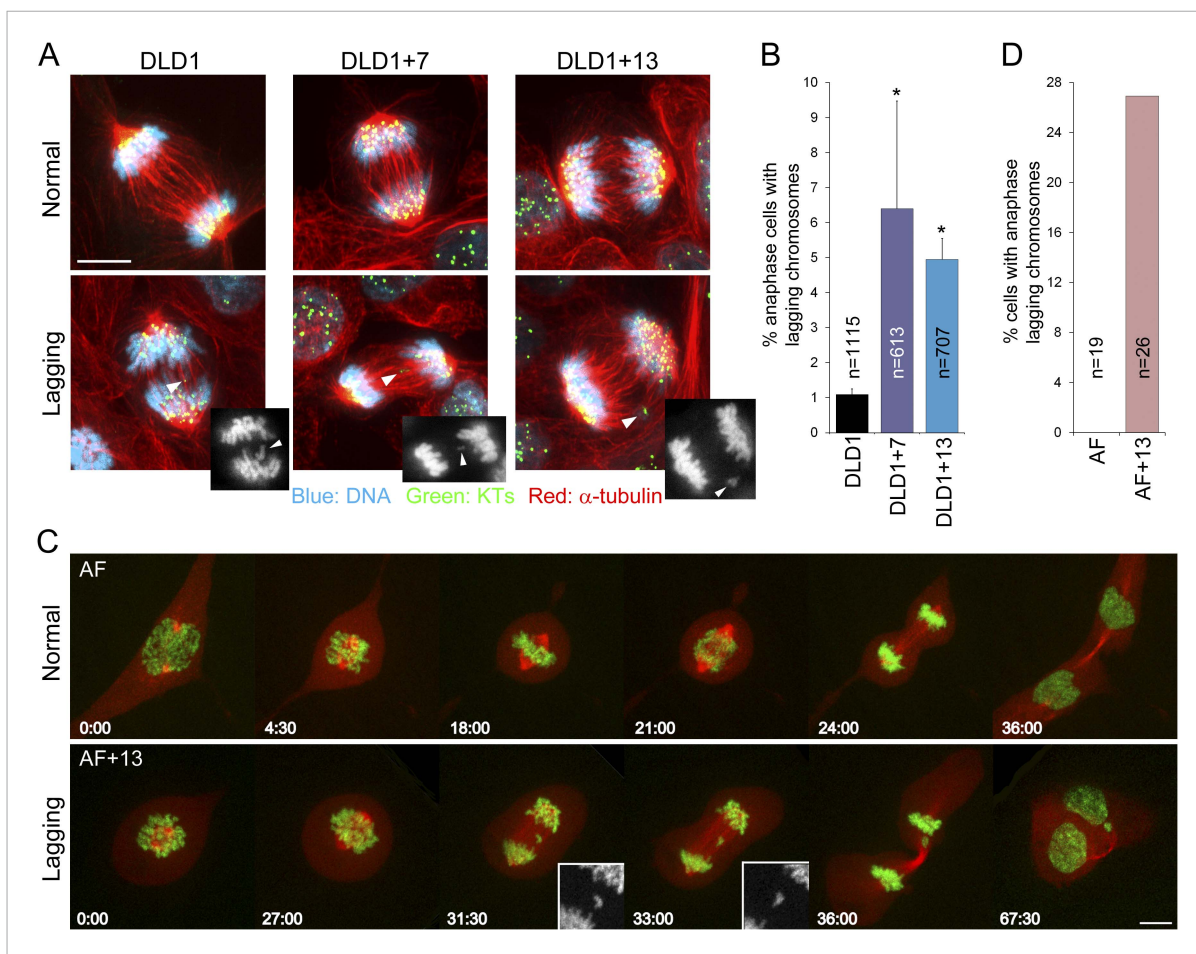 A
DLD1
DLD1+7
DLD1+13
Normal
Lagging
Blue: DNA Green: KTs Red: α-tubulin
B
% anaphase cells with
lagging chromosomes
10
9
8
7
6
5
4
3
2
1
0
*
*
n=1115
n=613
n=707
DLD1
DLD1+7
DLD1+13
D
% cells with anaphase
lagging chromosomes
28
26
24
20
16
12
8
4
0
n=19
n=26
AF
AF+13
C
Normal
AF
0:00
4:30
18:00
21:00
24:00
36:00
Lagging
AF+13
0:00
27:00
31:30
33:00
36:00
67:30